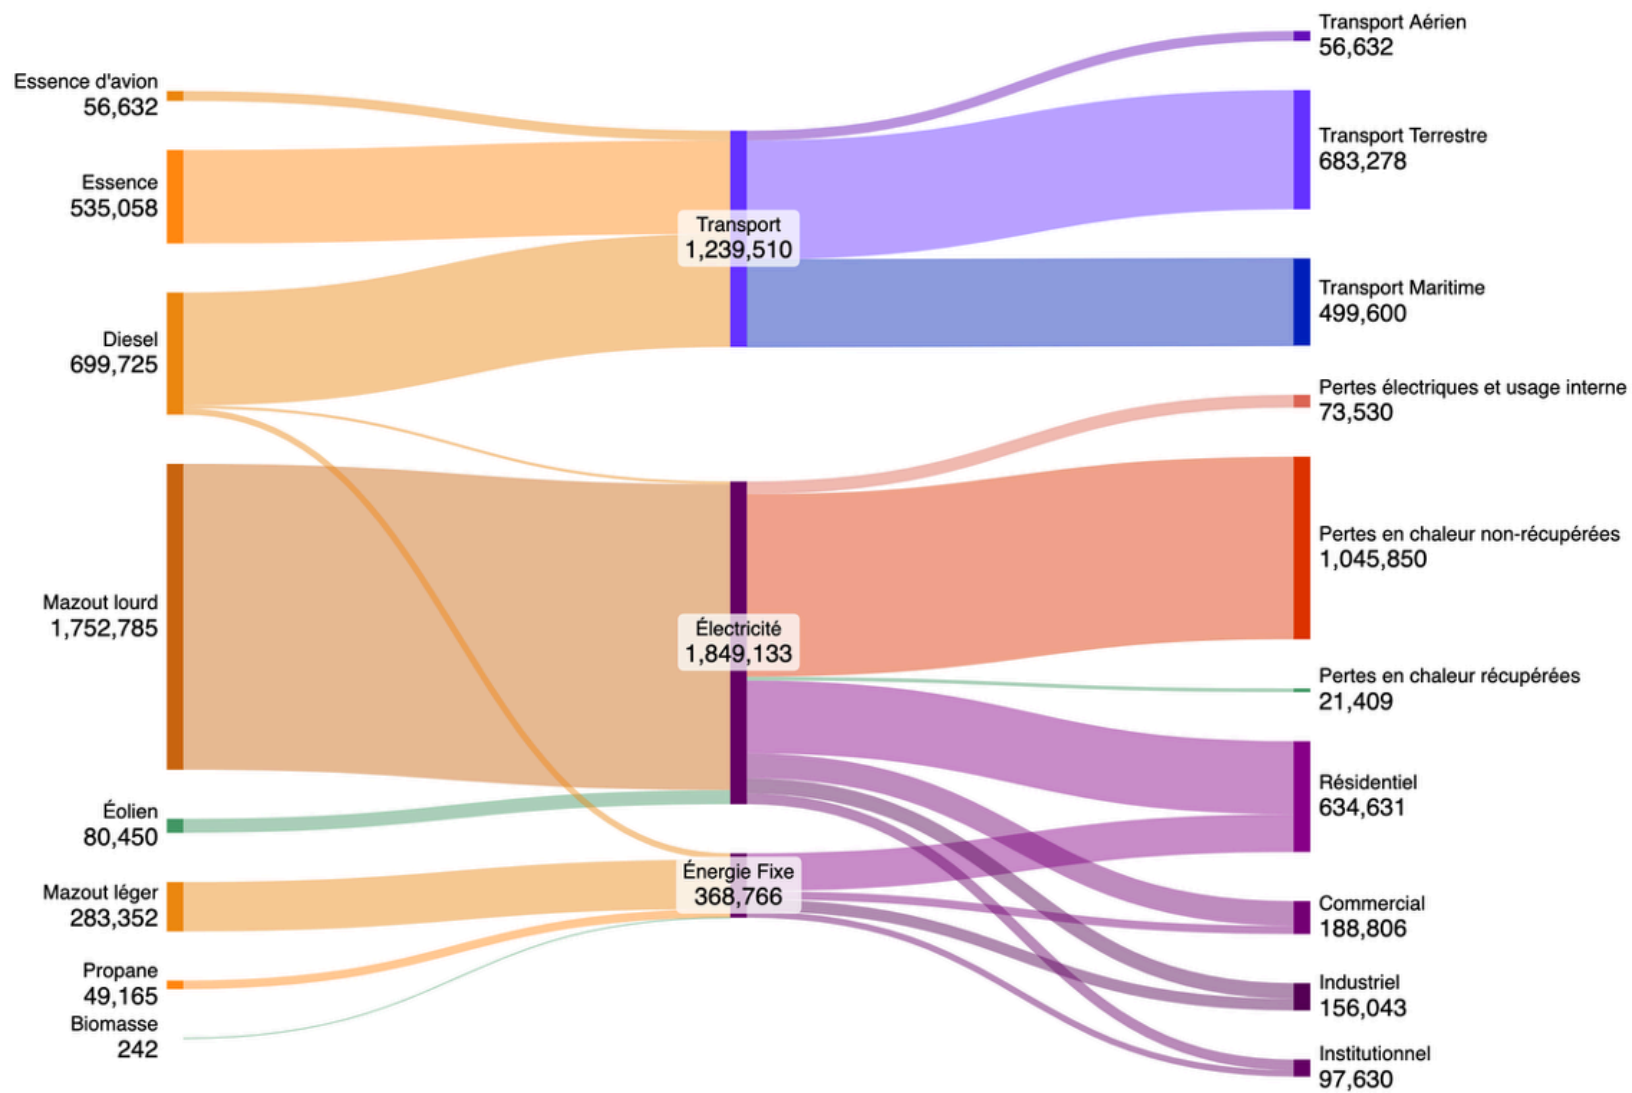 Essence d'avion
56,632
Essence
535,058
Diesel
699,725
Mazout lourd
1,752,785
Éolien
80,450
Mazout léger
283,352
Propane
49,165
Biomasse
242
Transport
1,239,510
Électricité
1,849,133
Énergie Fixe
368,766
Transport Aérien
56,632
Transport Terrestre
683,278
Transport Maritime
499,600
Pertes électriques et usage interne
73,530
Pertes en chaleur non-récupérées
1,045,850
Pertes en chaleur récupérées
21,409
Résidentiel
634,631
Commercial
188,806
Industriel
156,043
Institutionnel
97,630